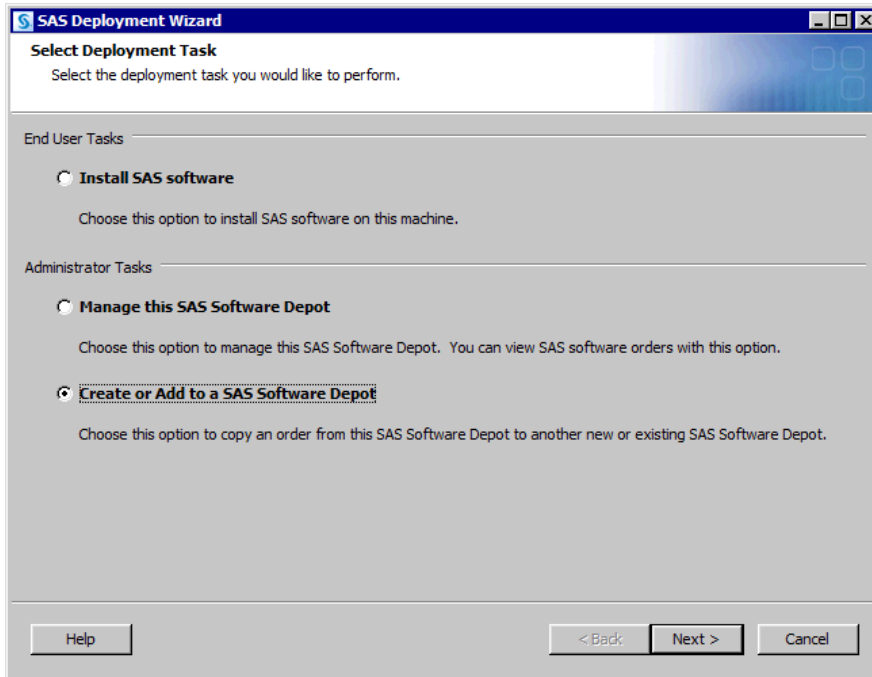 SAS Deployment Wizard
Select Deployment Task
Select the deployment task you would like to perform.
End User Tasks
Install SAS software
Choose this option to install SAS software on this machine.
Administrator Tasks
Manage this SAS Software Depot
Choose this option to manage this SAS Software Depot.  You can view SAS software orders with this option.
Create or Add to a SAS Software Depot
Choose this option to copy an order from this SAS Software Depot to another new or existing SAS Software Depot.
Help < Back Next > Cancel